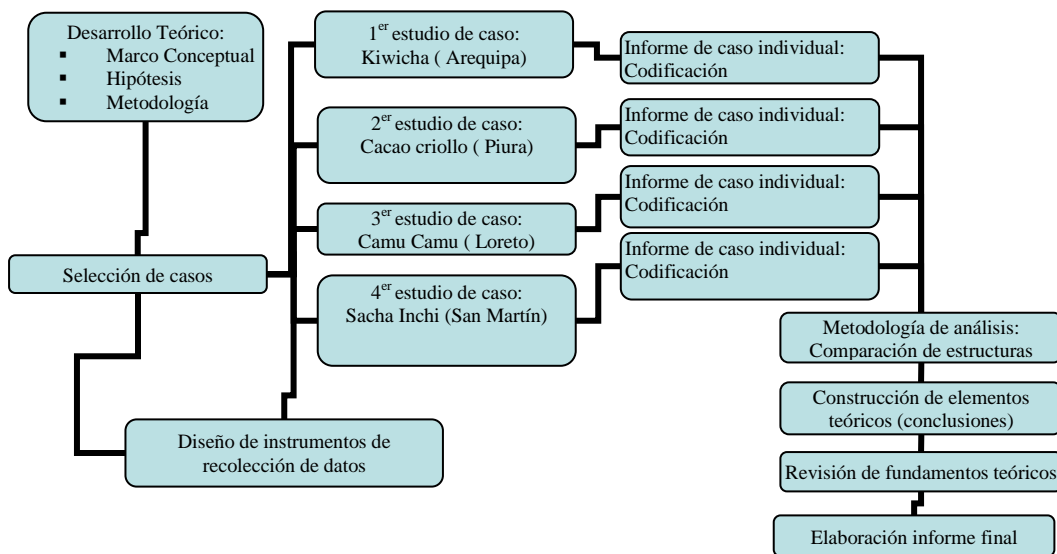 Desarrollo Teórico:
▪ Marco Conceptual
▪ Hipótesis
▪ Metodología
Selección de casos
Diseño de instrumentos de
recolección de datos
1er estudio de caso:
Kiwicha ( Arequipa)
2er estudio de caso:
Cacao criollo ( Piura)
3er estudio de caso:
Camu Camu ( Loreto)
4er estudio de caso:
Sacha Inchi (San Martín)
Informe de caso individual:
Codificación
Informe de caso individual:
Codificación
Informe de caso individual:
Codificación
Informe de caso individual:
Codificación
Metodología de análisis:
Comparación de estructuras
Construcción de elementos
teóricos (conclusiones)
Revisión de fundamentos teóricos
Elaboración informe final